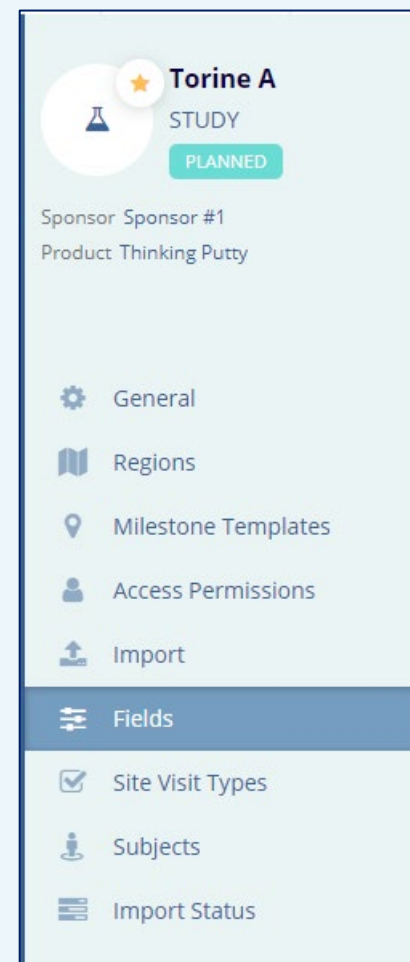 Torine A
STUDY
PLANNED
Sponsor Sponsor #1
Product Thinking Putty
General
Regions
Milestone Templates
Access Permissions
Import
Fields
Site Visit Types
Subjects
Import Status